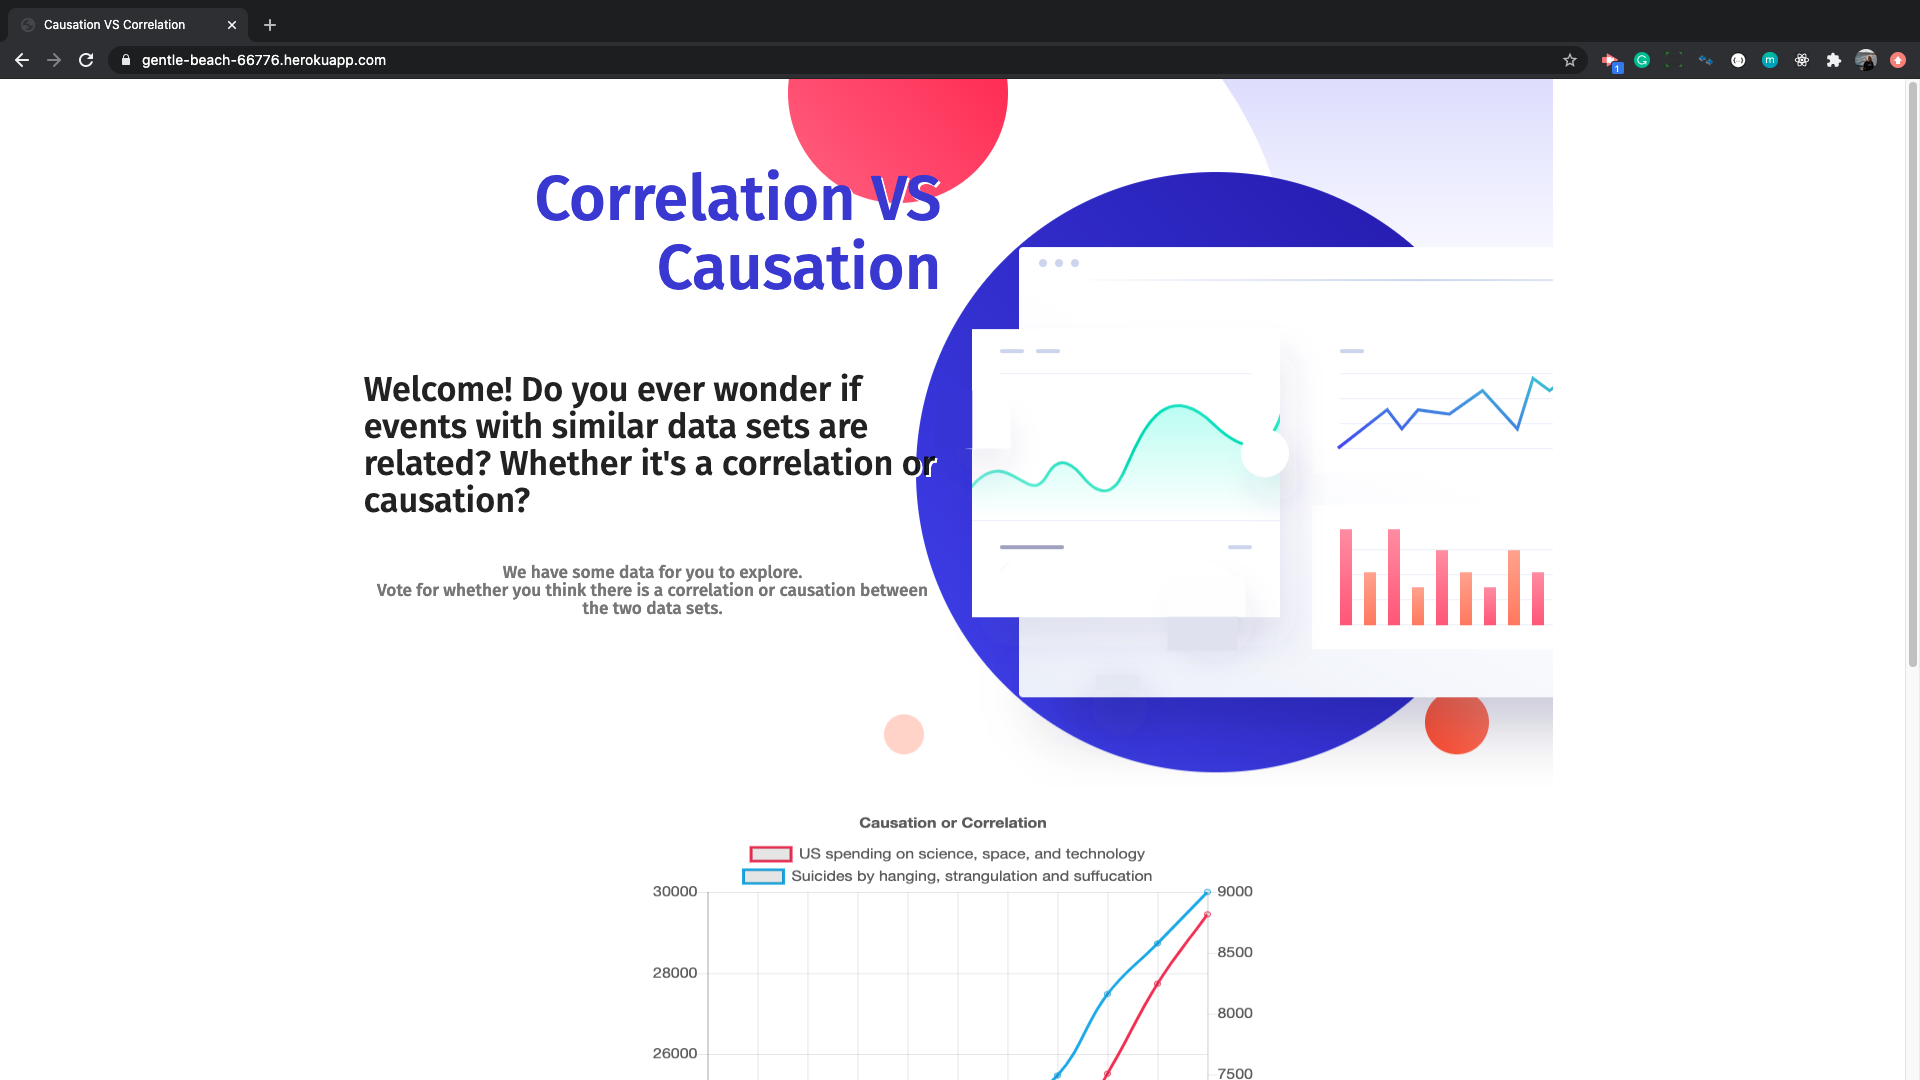 Causation VS Correlation
gentle-beach-66776.herokuapp.com
1
m
Correlation VS
Causation
Welcome! Do you ever wonder if
events with similar data sets are
related? Whether it's a correlation or
causation?
We have some data for you to explore.
Vote for whether you think there is a correlation or causation between
the two data sets.
Causation or Correlation
US spending on science, space, and technology
Suicides by hanging, strangulation and suffucation
30000
9000
8500
28000
8000
26000
7500